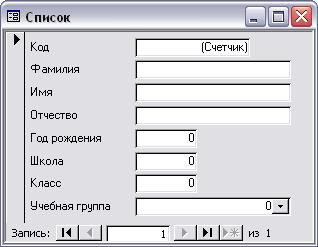 Список
Код (Счетчик)
Фамилия
Имя
Отчество
Год рождения 0
Школа 0
Класс 0
Учебная группа 0
Запись: 1 из 1